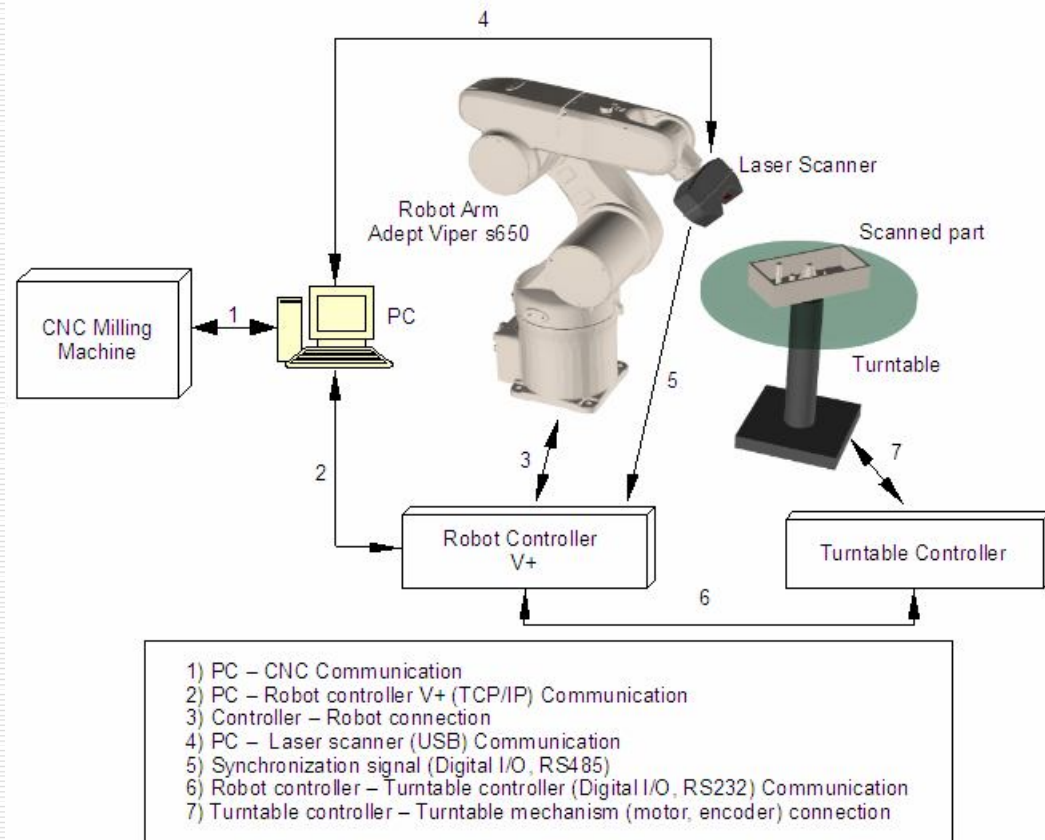 4
Laser Scanner
Robot Arm
Adept Viper s650
Scanned part
CNC Milling
Machine
1
PC
Turntable
5
2
3
7
Robot Controller
V+
Turntable Controller
6
1) PC – CNC Communication
2) PC – Robot controller V+ (TCP/IP) Communication
3) Controller – Robot connection
4) PC – Laser scanner (USB) Communication
5) Synchronization signal (Digital I/O, RS485)
6) Robot controller – Turntable controller (Digital I/O, RS232) Communication
7) Turntable controller – Turntable mechanism (motor, encoder) connection